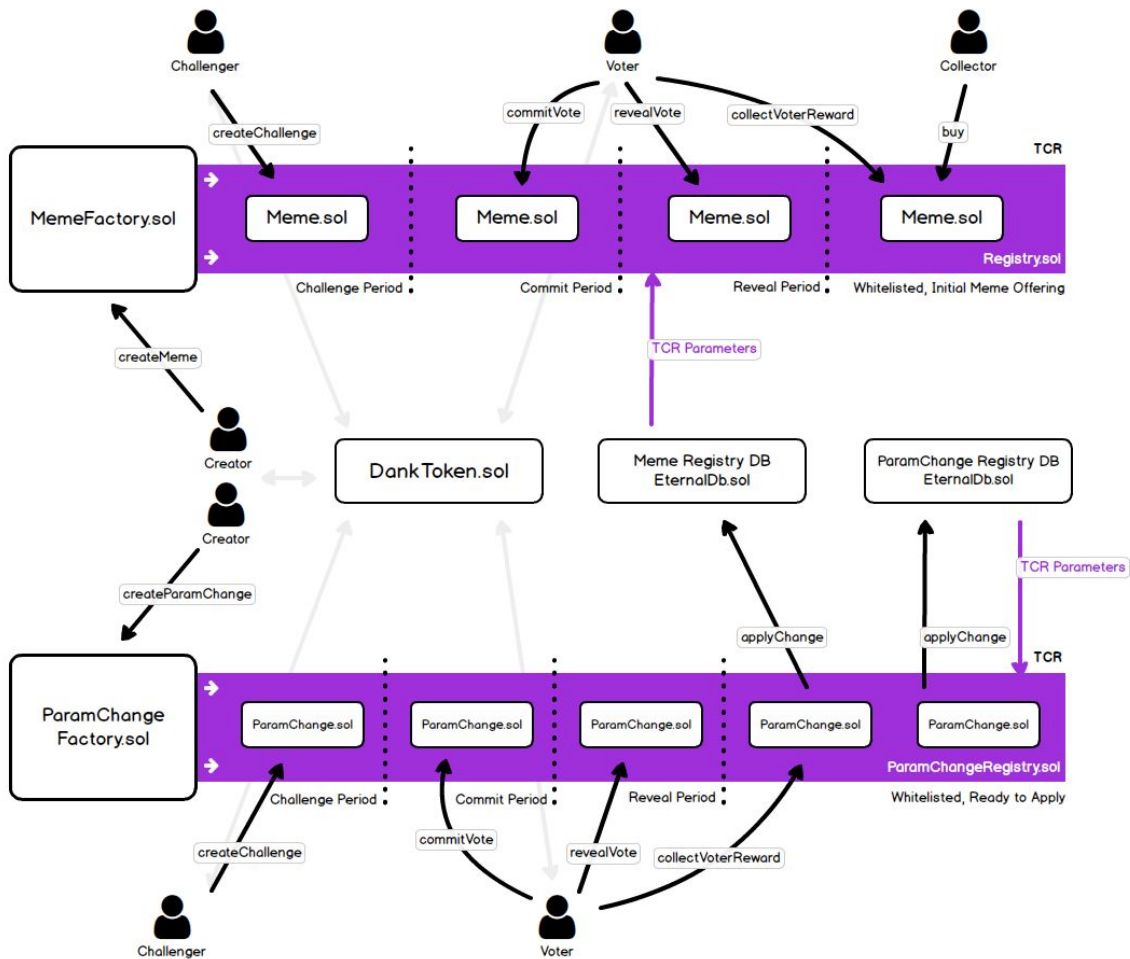 Challenger
Voter
Collector
createChallenge
commitVote
revealVote
collectVoterReward
buy
TCR
MemeFactory.sol
Meme.sol
Meme.sol
Meme.sol
Meme.sol
Registry.sol
Challenge Period
Commit Period
Reveal Period
Whitelisted, Initial Meme Offering
createMeme
TCR Parameters
Creator
DankToken.sol
Meme Registry DB
EternalDb.sol
ParamChange Registry DB
EternalDb.sol
Creator
TCR Parameters
createParamChange
applyChange
applyChange
TCR
ParamChange
Factory.sol
ParamChange.sol
ParamChange.sol
ParamChange.sol
ParamChange.sol
ParamChange.sol
ParamChangeRegistry.sol
Challenge Period
Commit Period
Reveal Period
Whitelisted, Ready to Apply
createChallenge
commitVote
revealVote
collectVoterReward
Challenger
Voter